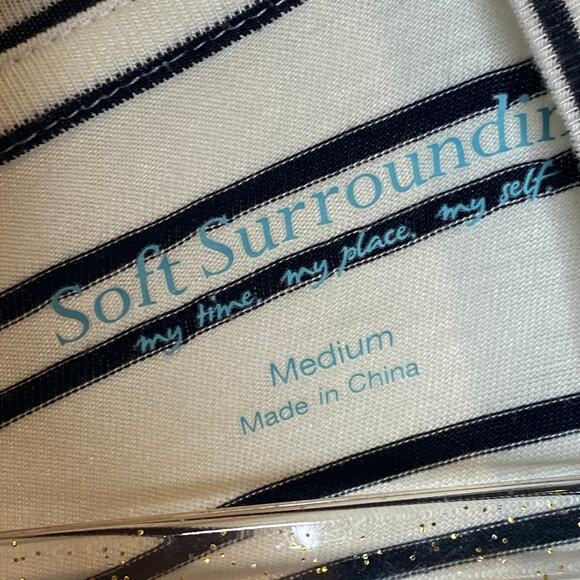 Soft Surroundin
my time. my place. my self.
Medium
Made in China